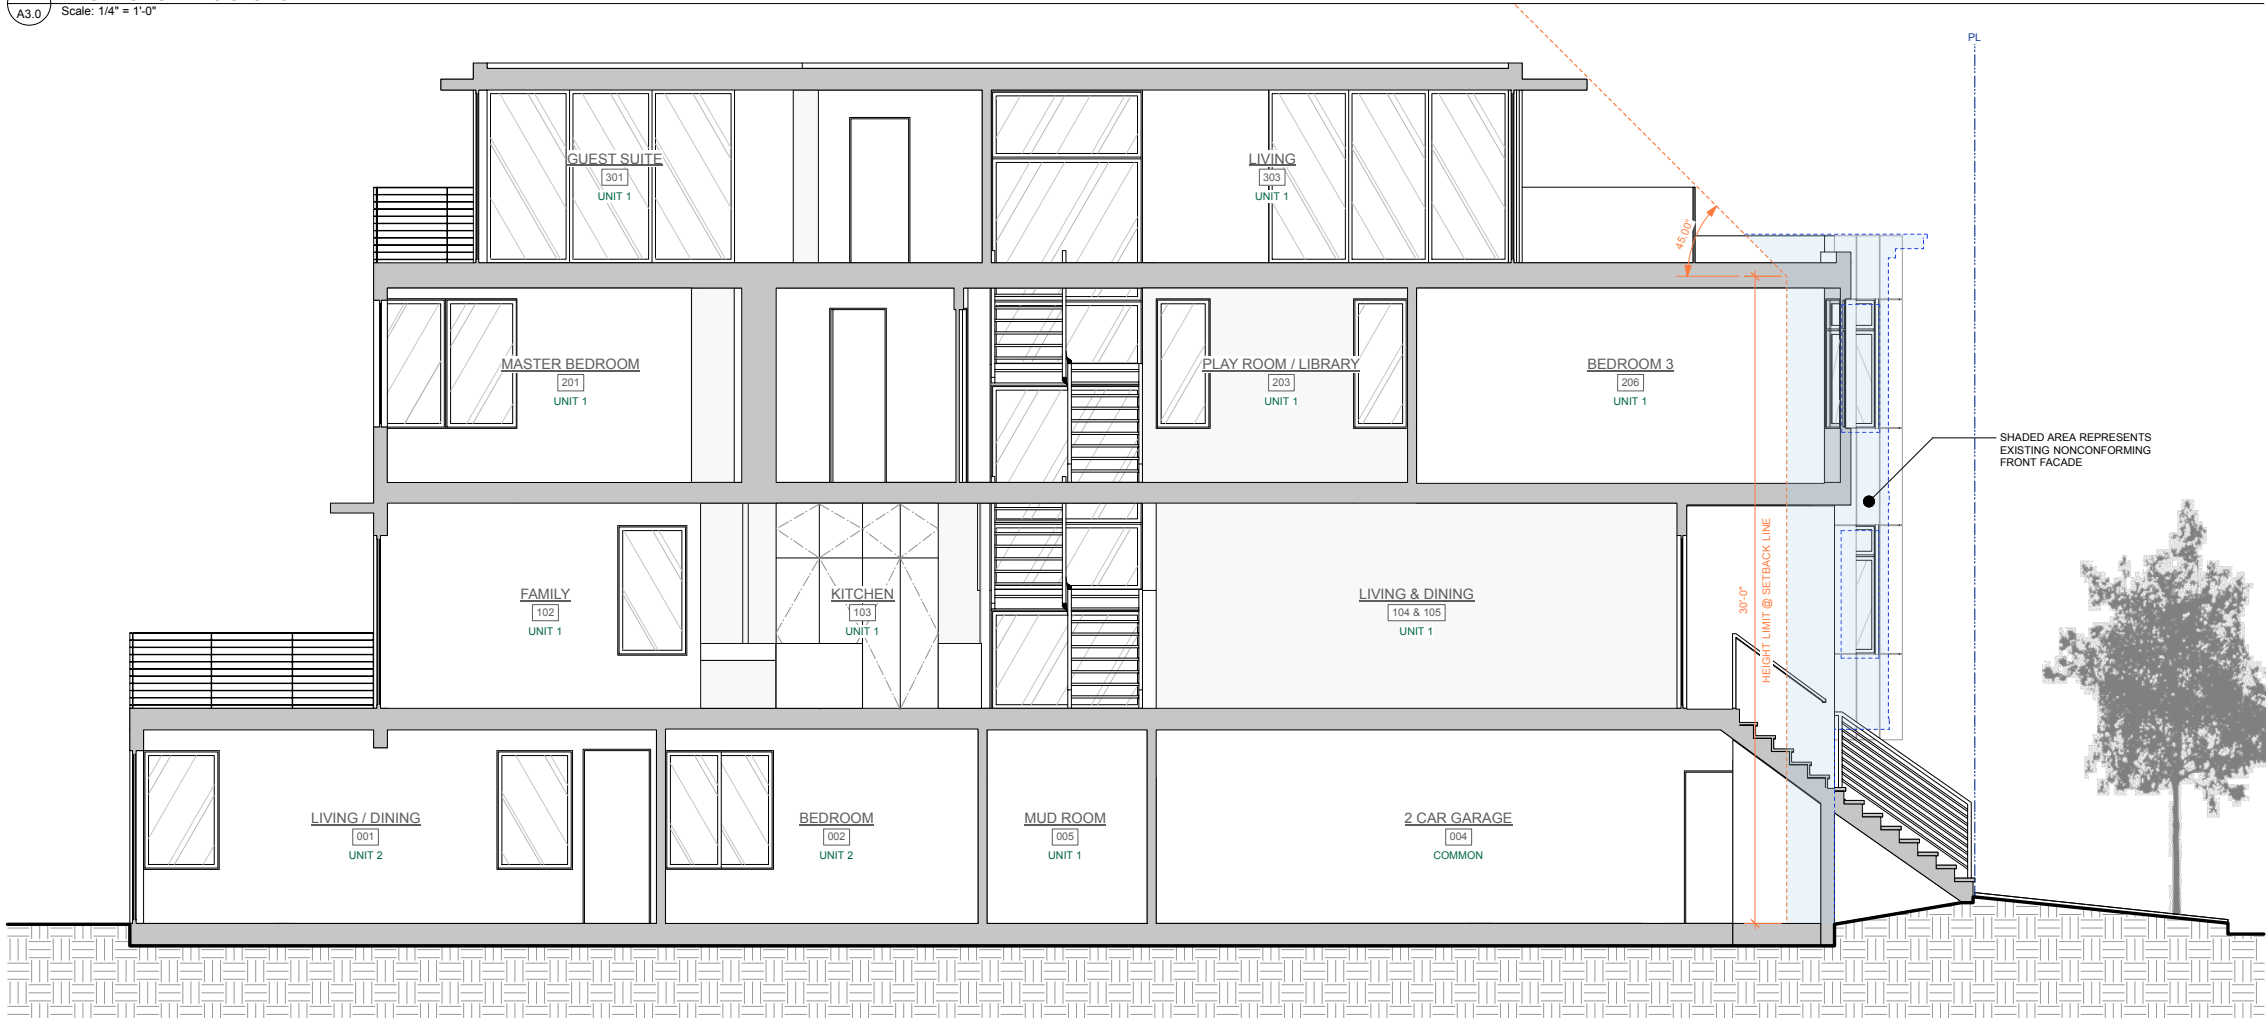 A3.0
Scale: 1/4" = 1'-0"
PL
GUEST SUITE
301
UNIT 1
LIVING
303
UNIT 1
45.00°
MASTER BEDROOM
201
UNIT 1
PLAY ROOM / LIBRARY
203
UNIT 1
BEDROOM 3
206
UNIT 1
SHADED AREA REPRESENTS
EXISTING NONCONFORMING
FRONT FACADE
FAMILY
102
UNIT 1
KITCHEN
103
UNIT 1
LIVING & DINING
104 & 105
UNIT 1
30'-0"
HEIGHT LIMIT @ SETBACK LINE
LIVING / DINING
001
UNIT 2
BEDROOM
002
UNIT 2
MUD ROOM
005
UNIT 1
2 CAR GARAGE
004
COMMON